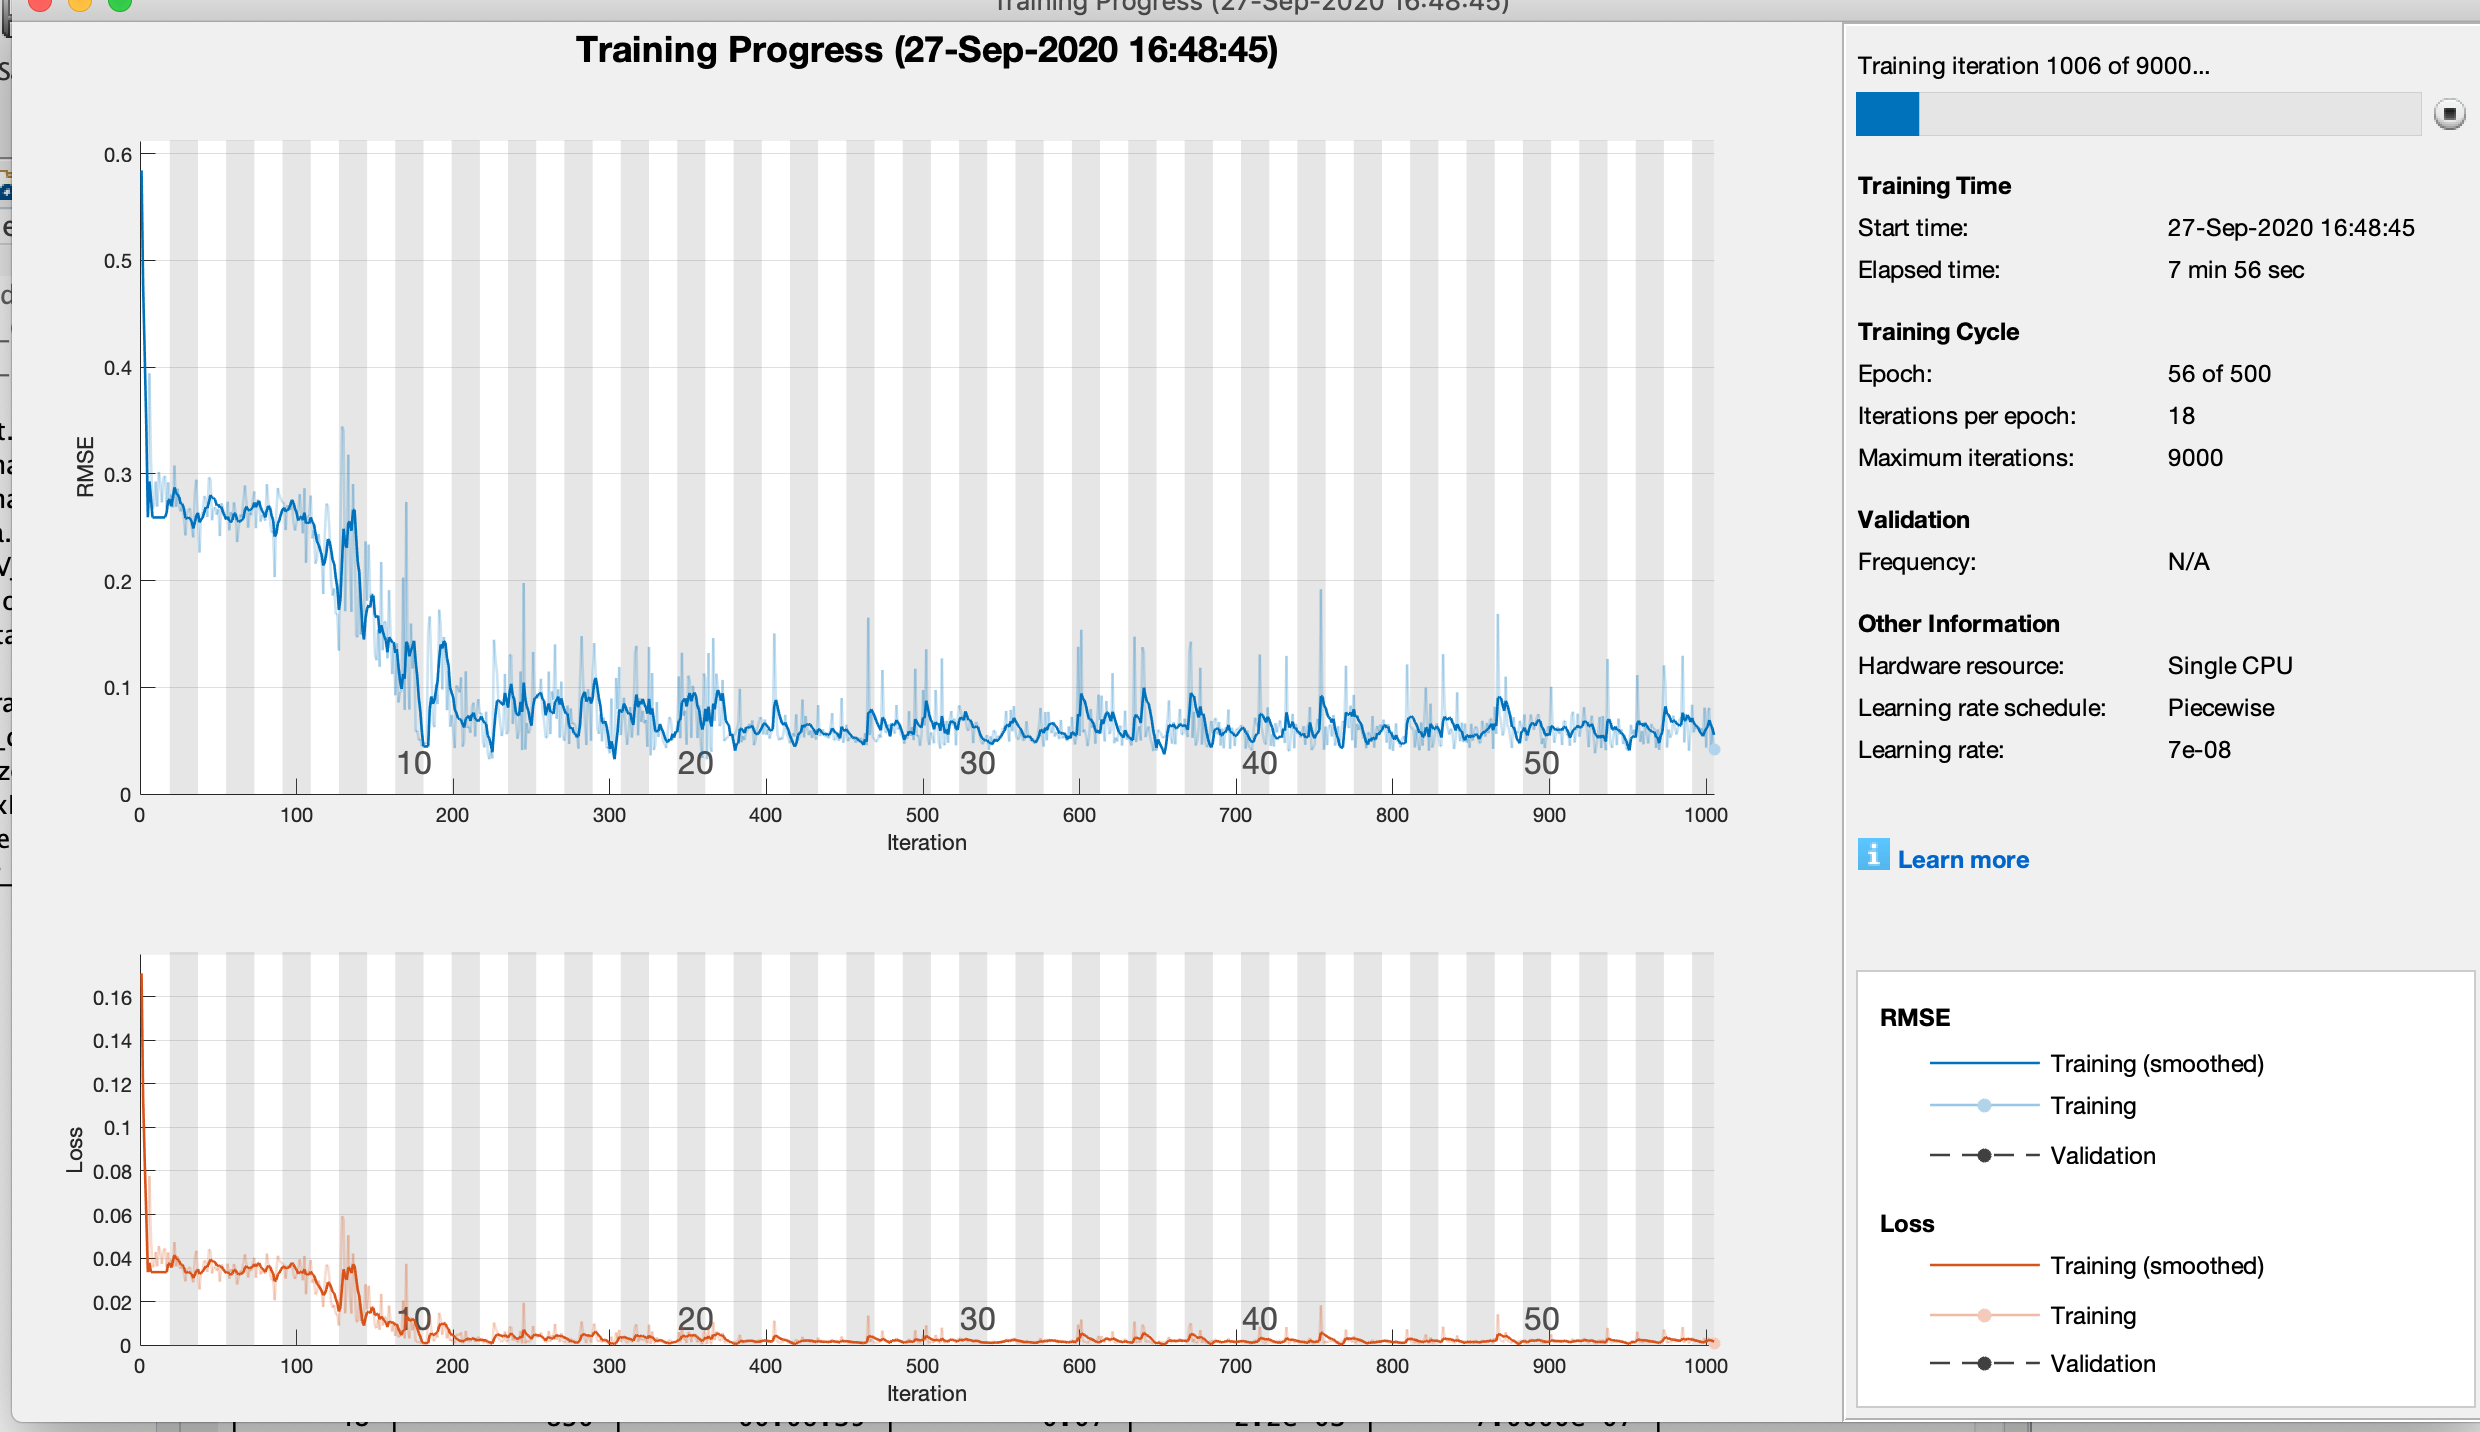 Training Progress (27-Sep-2020 16:48:45)
Training Progress (27-Sep-2020 16:48:45)
0.6
0.5
0.4
0.3
0.2
0.1
0
RMSE
10
20
30
40
50
0
100
200
300
400
500
600
700
800
900
1000
Iteration
0.16
0.14
0.12
0.1
0.08
0.06
0.04
0.02
0
Loss
10
20
30
40
50
0
100
200
300
400
500
600
700
800
900
1000
Iteration
Training iteration 1006 of 9000...
Training Time
Start time: 27-Sep-2020 16:48:45
Elapsed time: 7 min 56 sec
Training Cycle
Epoch: 56 of 500
Iterations per epoch: 18
Maximum iterations: 9000
Validation
Frequency: N/A
Other Information
Hardware resource: Single CPU
Learning rate schedule: Piecewise
Learning rate: 7e-08
i Learn more
RMSE
Training (smoothed)
Training
Validation
Loss
Training (smoothed)
Training
Validation